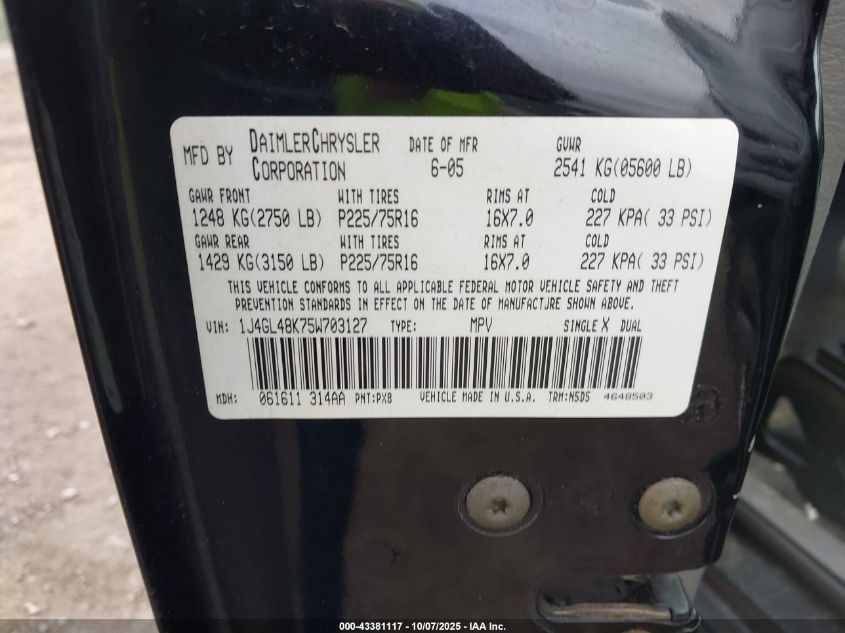 MFD BY DAIMLERCHRYSLER CORPORATION DATE OF MFR 6-05 GVWR 2541 KG(05600 LB)
GAWR FRONT WITH TIRES RIMS AT COLD
1248 KG(2750 LB) P225/75R16 16X7.0 227 KPA( 33 PSI)
GAWR REAR WITH TIRES RIMS AT COLD
1429 KG(3150 LB) P225/75R16 16X7.0 227 KPA( 33 PSI)
THIS VEHICLE CONFORMS TO ALL APPLICABLE FEDERAL MOTOR VEHICLE SAFETY AND THEFT
PREVENTION STANDARDS IN EFFECT ON THE DATE OF MANUFACTURE SHOWN ABOVE.
VIN: 1J4GL48K75W703127 TYPE: MPV SINGLE X DUAL
MDH: 061611 314AA PNT:PXB VEHICLE MADE IN U.S.A. TRM:N5DS 4648503
000-43381117 - 10/07/2025 - IAA Inc.